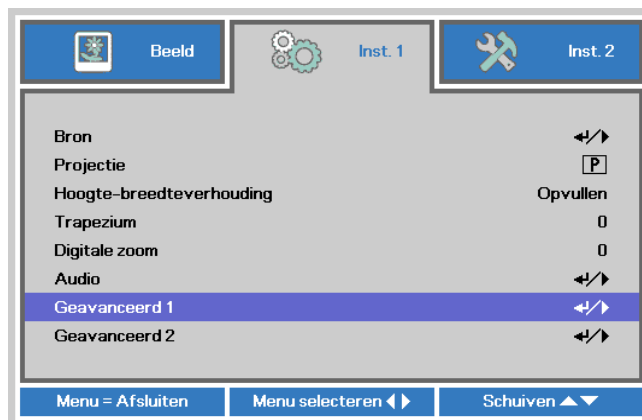 Beeld
Inst. 1
Inst. 2
Bron ↵/▶
Projectie P
Hoogte-breedteverhouding Opvullen
Trapezium 0
Digitale zoom 0
Audio ↵/▶
Geavanceerd 1 ↵/▶
Geavanceerd 2 ↵/▶
Menu = Afsluiten
Menu selecteren ◀▶
Schuiven ▲▼